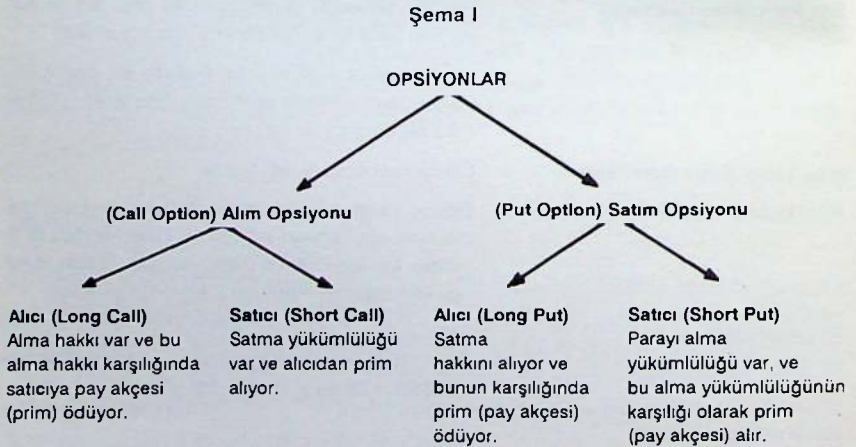 Şema I
OPSİYONLAR
(Call Option) Alım Opsiyonu
(Put Option) Satım Opsiyonu
Alıcı (Long Call)
Alma hakkı var ve bu
alma hakkı karşılığında
satıcıya pay akçesi
(prim) ödüyor.
Satıcı (Short Call)
Satma yükümlülüğü
var ve alıcıdan prim
alıyor.
Alıcı (Long Put)
Satma
hakkını alıyor ve
bunun karşılığında
prim (pay akçesi)
ödüyor.
Satıcı (Short Put)
Parayı alma
yükümlülüğü var, ve
bu alma yükümlülüğünün
karşılığı olarak prim
(pay akçesi) alır.